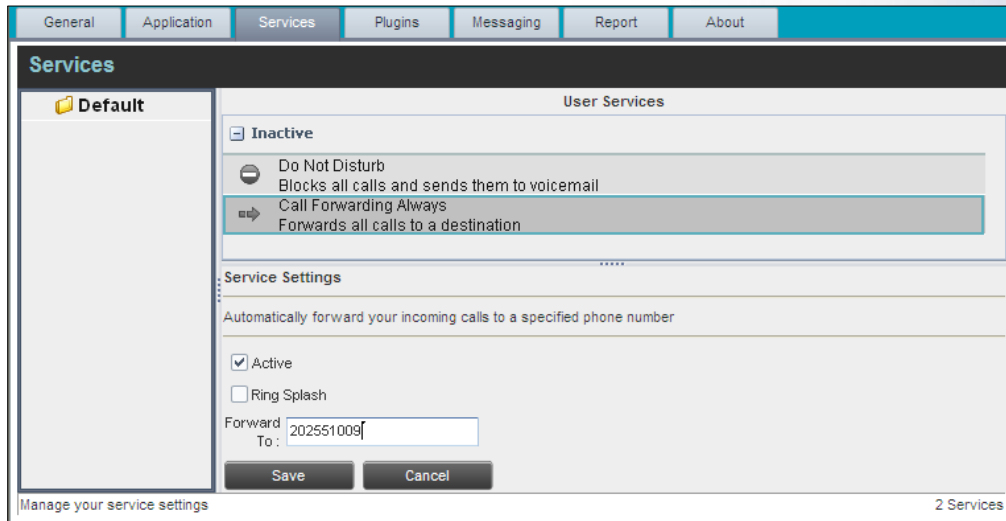 General Application Services Plugins Messaging Report About
Services
Default
User Services
Inactive
Do Not Disturb
Blocks all calls and sends them to voicemail
Call Forwarding Always
Forwards all calls to a destination
Service Settings
Automatically forward your incoming calls to a specified phone number
Active
Ring Splash
Forward
To :
202551009
Save Cancel
Manage your service settings 2 Services